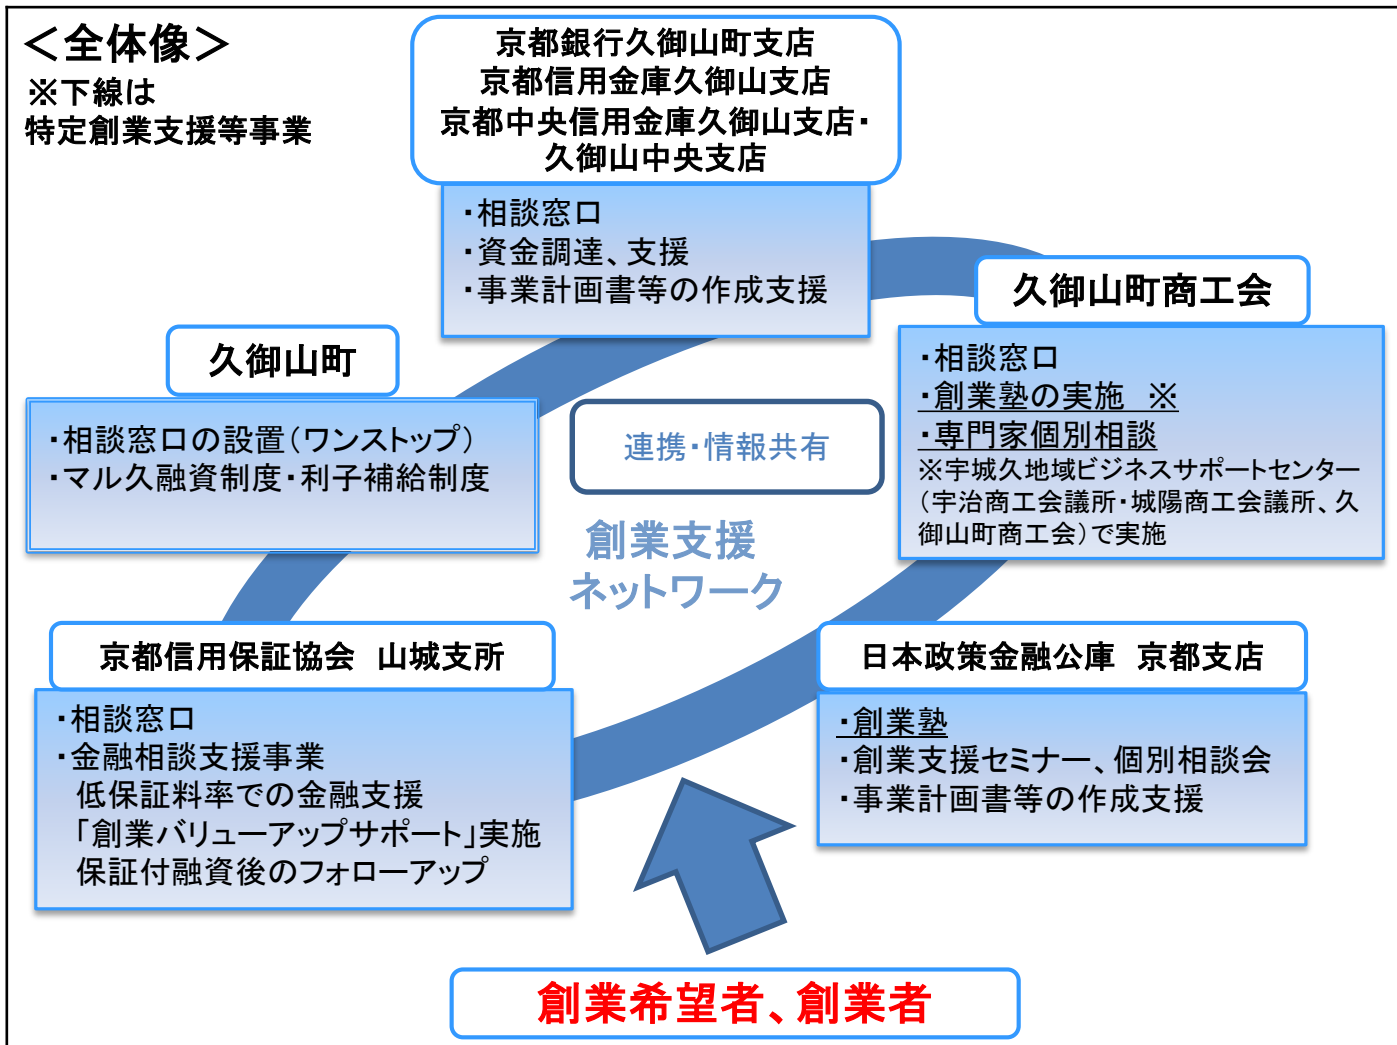 ＜全体像＞
※下線は
特定創業支援等事業
京都銀行久御山町支店
京都信用金庫久御山支店
京都中央信用金庫久御山支店・
久御山中央支店
・相談窓口
・資金調達、支援
・事業計画書等の作成支援
久御山町商工会
・相談窓口
・創業塾の実施　※
・専門家個別相談
※宇城久地域ビジネスサポートセンター
（宇治商工会議所・城陽商工会議所、久
御山町商工会）で実施
久御山町
・相談窓口の設置（ワンストップ）
・マル久融資制度・利子補給制度
連携・情報共有
創業支援
ネットワーク
京都信用保証協会　山城支所
・相談窓口
・金融相談支援事業
低保証料率での金融支援
「創業バリューアップサポート」実施
保証付融資後のフォローアップ
日本政策金融公庫　京都支店
・創業塾
・創業支援セミナー、個別相談会
・事業計画書等の作成支援
創業希望者、創業者